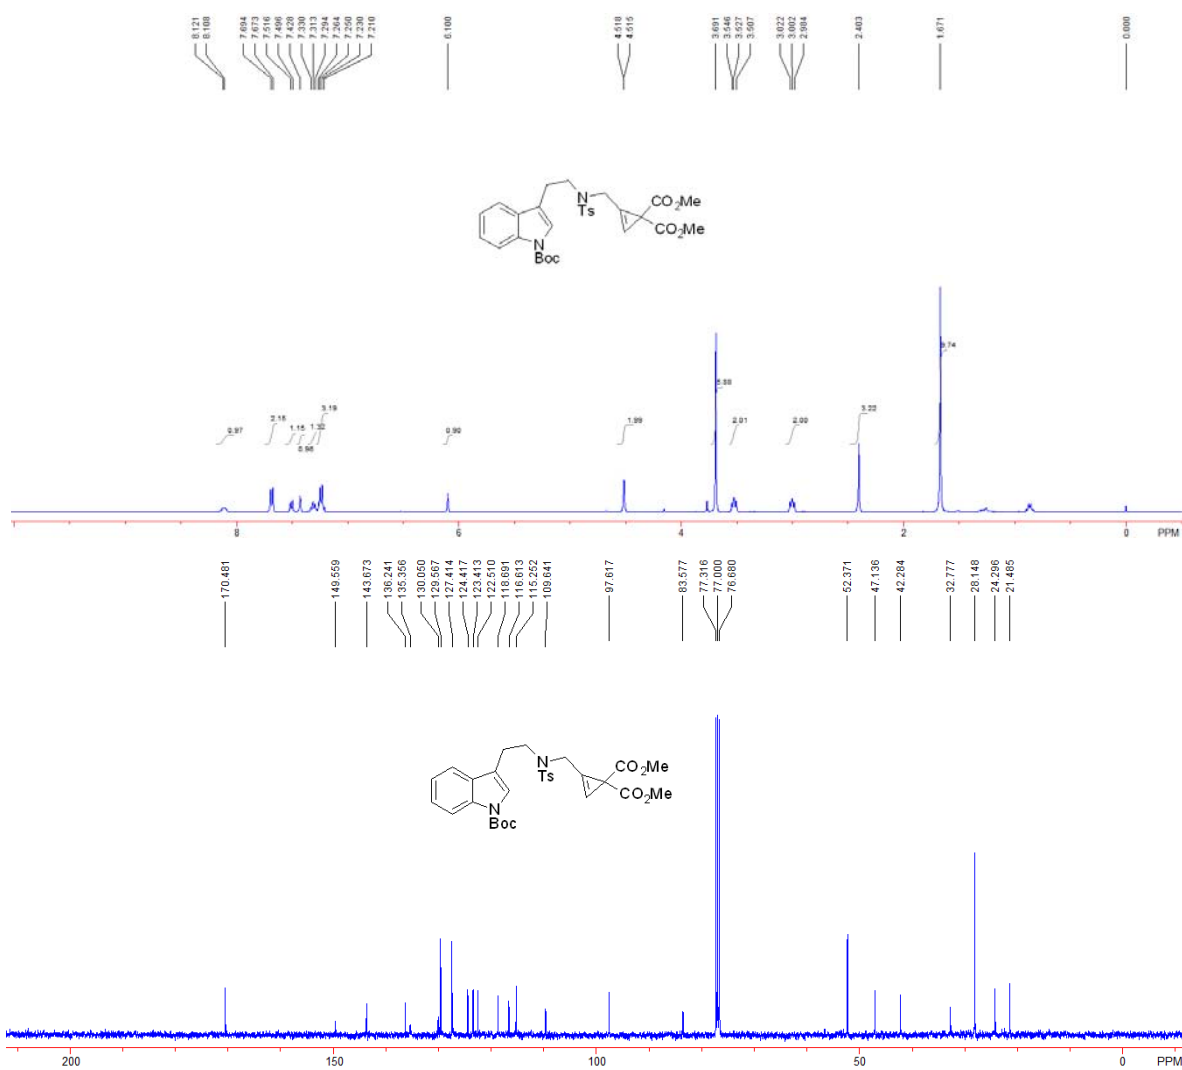 8.121 8.108 7.694 7.673 7.516 7.496 7.428 7.330 7.313 7.294 7.264 7.250 7.230 7.210 6.100 4.518 4.515 3.691 3.546 3.527 3.507 3.022 3.002 2.984 2.403 1.671 0.000
N
Ts
CO2Me
CO2Me
N
Boc
0.97 2.15 1.15 0.98 1.32 3.19 0.90 1.99 5.88 2.01 2.00 3.22 9.74
8 6 4 2 0 PPM
170.481 149.559 143.673 136.241 135.356 130.050 129.567 127.414 124.417 123.413 122.510 118.691 116.613 115.252 109.641 97.617 83.577 77.316 77.000 76.680 52.371 47.136 42.284 32.777 28.148 24.296 21.485
N
Ts
CO2Me
CO2Me
N
Boc
200 150 100 50 0 PPM